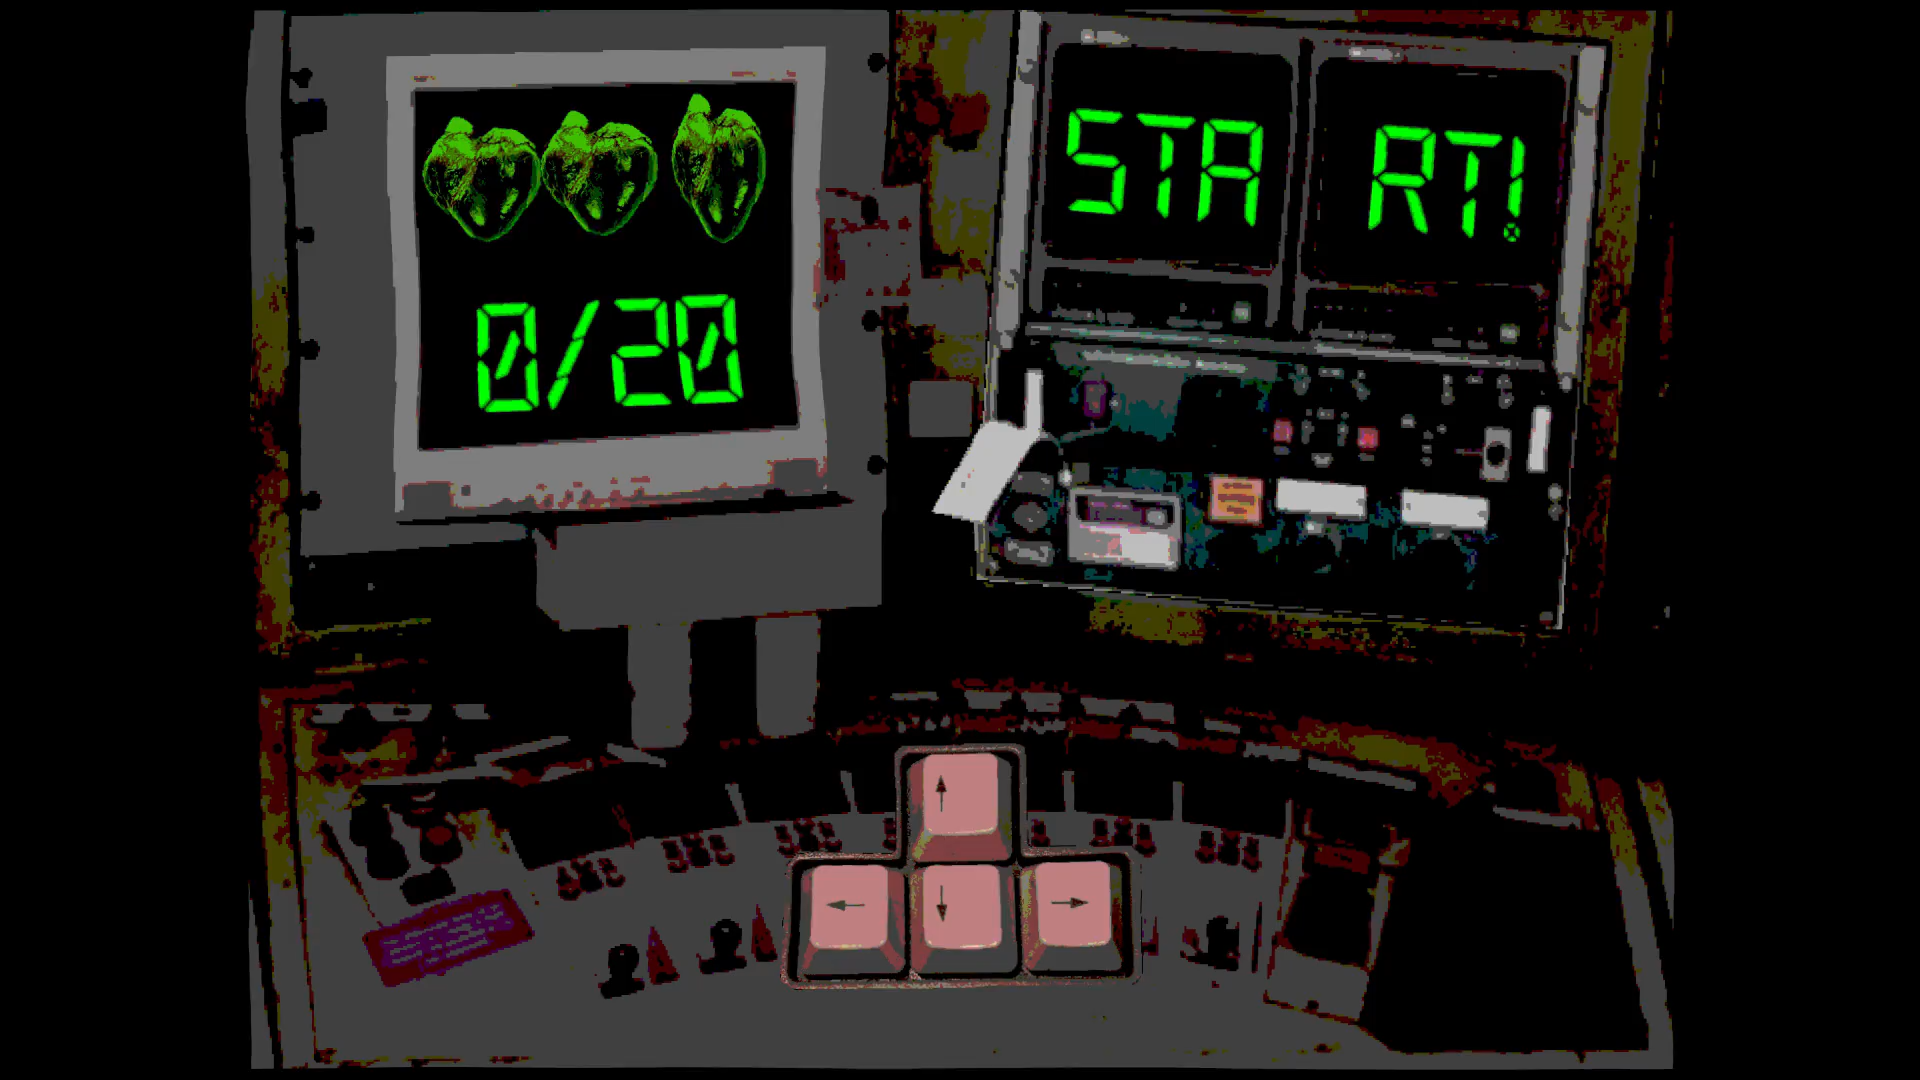 STA RT!
0/20
↑
← ↓ →